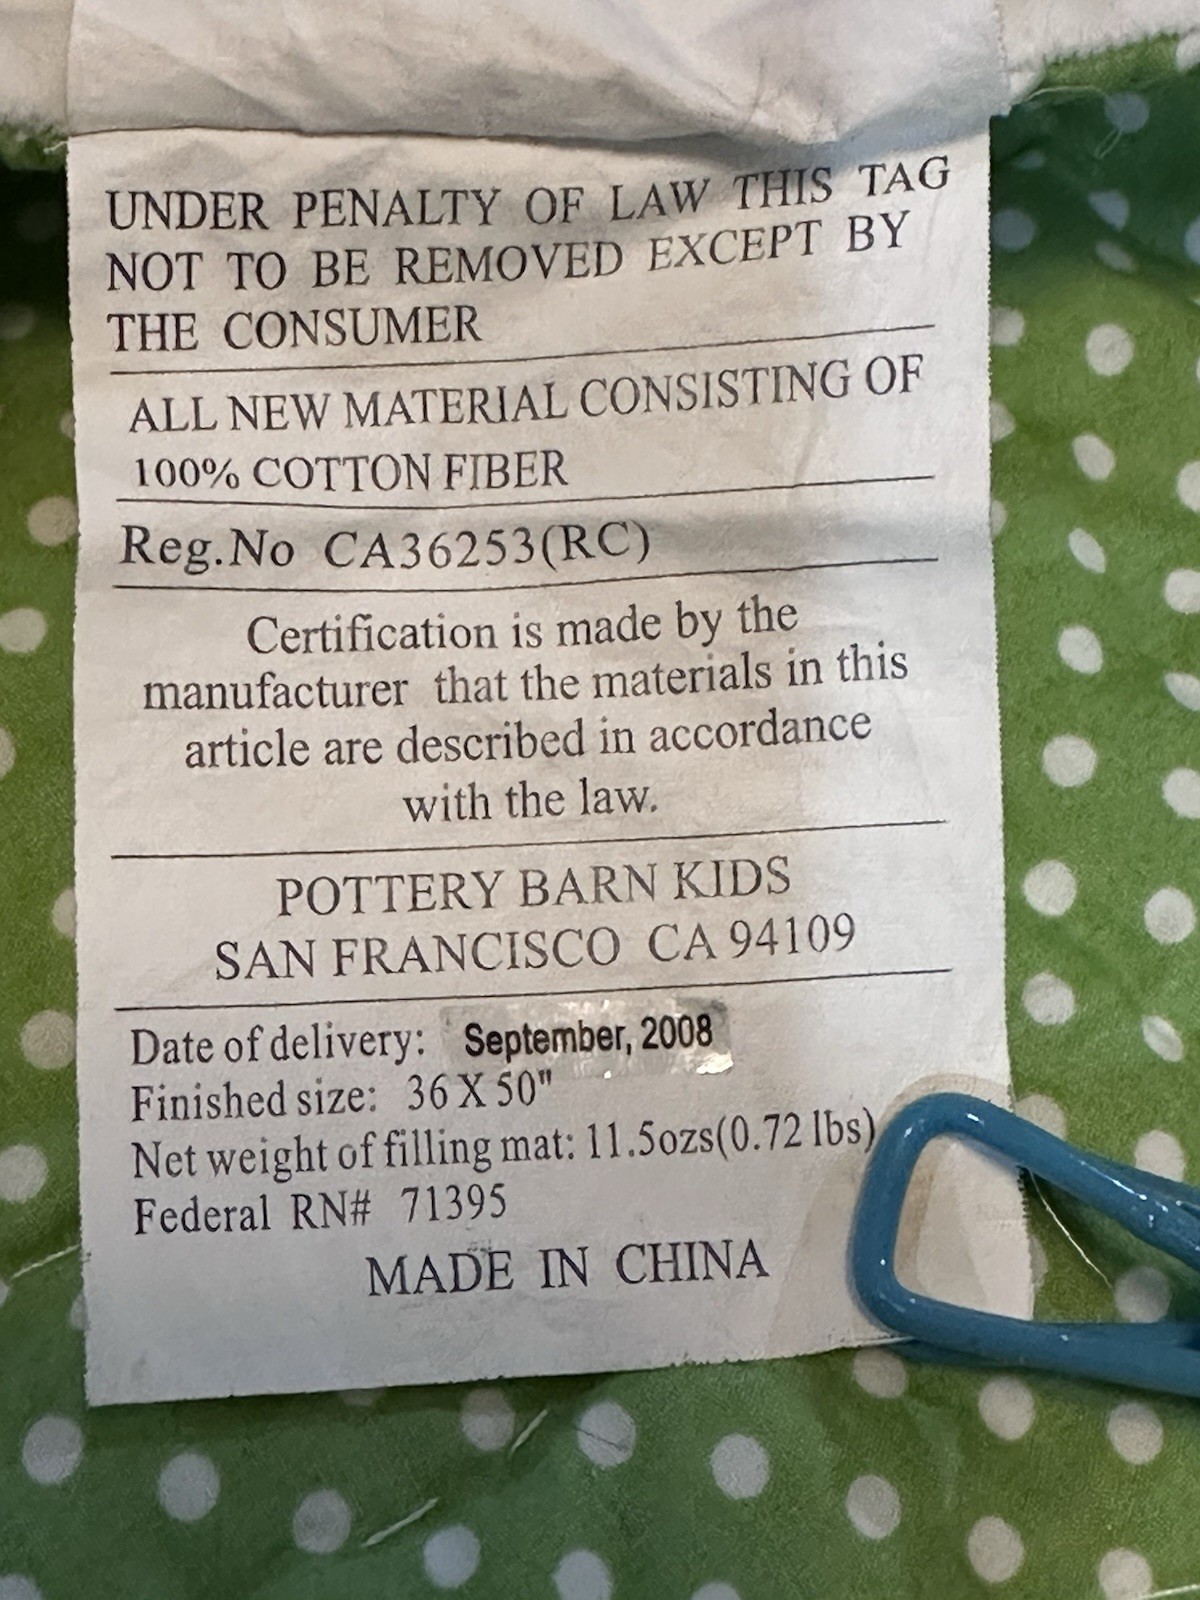 UNDER PENALTY OF LAW THIS TAG
NOT TO BE REMOVED EXCEPT BY
THE CONSUMER
ALL NEW MATERIAL CONSISTING OF
100% COTTON FIBER
Reg.No CA36253(RC)
Certification is made by the
manufacturer that the materials in this
article are described in accordance
with the law.
POTTERY BARN KIDS
SAN FRANCISCO CA 94109
Date of delivery: September, 2008
Finished size: 36 X 50"
Net weight of filling mat: 11.5ozs(0.72 lbs)
Federal RN# 71395
MADE IN CHINA